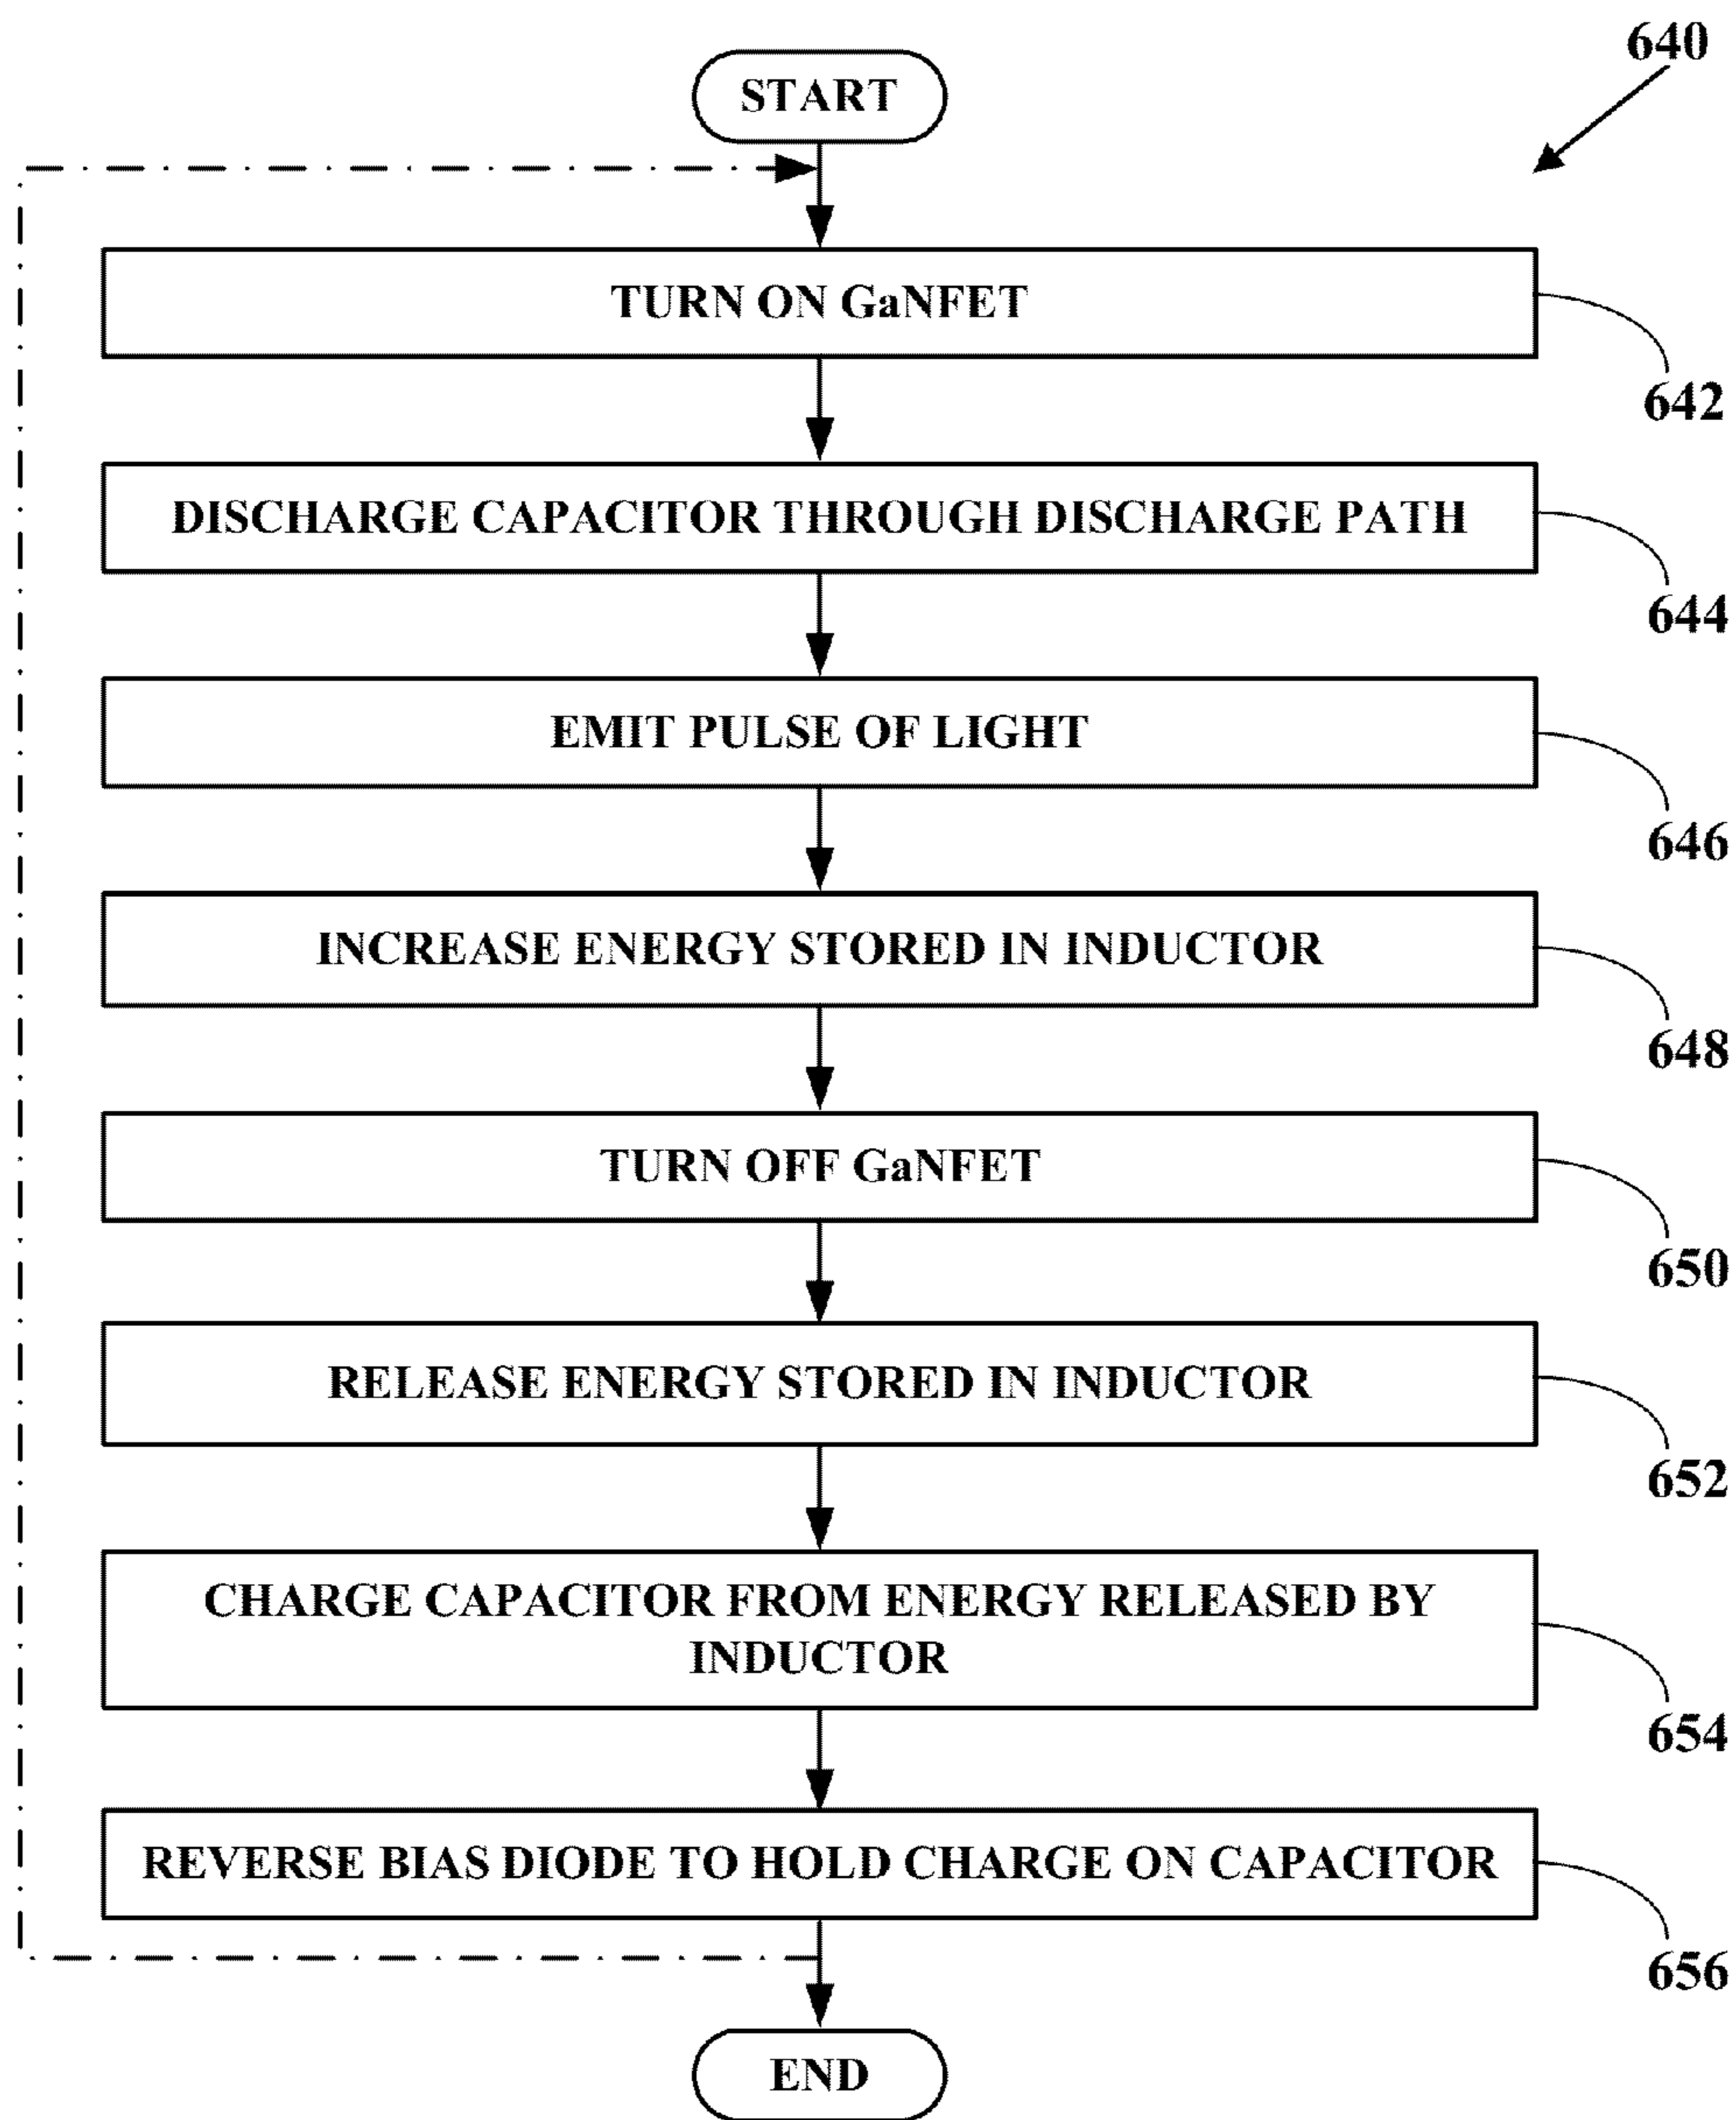 640
START
TURN ON GaNFET
642
DISCHARGE CAPACITOR THROUGH DISCHARGE PATH
644
EMIT PULSE OF LIGHT
646
INCREASE ENERGY STORED IN INDUCTOR
648
TURN OFF GaNFET
650
RELEASE ENERGY STORED IN INDUCTOR
652
CHARGE CAPACITOR FROM ENERGY RELEASED BY
INDUCTOR
654
REVERSE BIAS DIODE TO HOLD CHARGE ON CAPACITOR
656
END